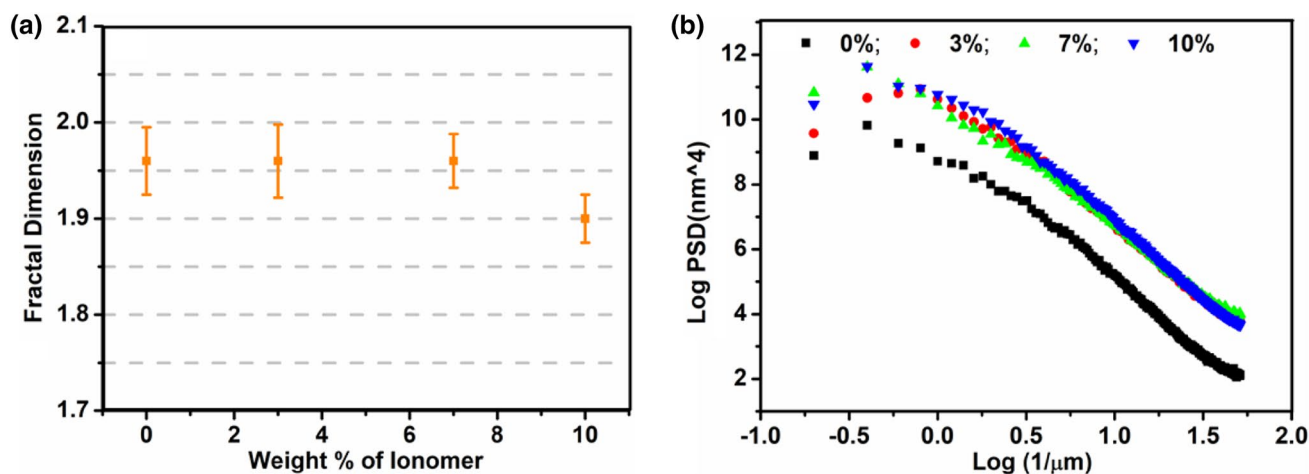 (a)
2.1
2.0
1.9
1.8
1.7
Fractal Dimension
0 2 4 6 8 10
Weight % of Ionomer
(b)
0%; 3%; 7%; 10%
12
10
8
6
4
2
Log PSD(nm^4)
-1.0 -0.5 0.0 0.5 1.0 1.5 2.0
Log (1/μm)